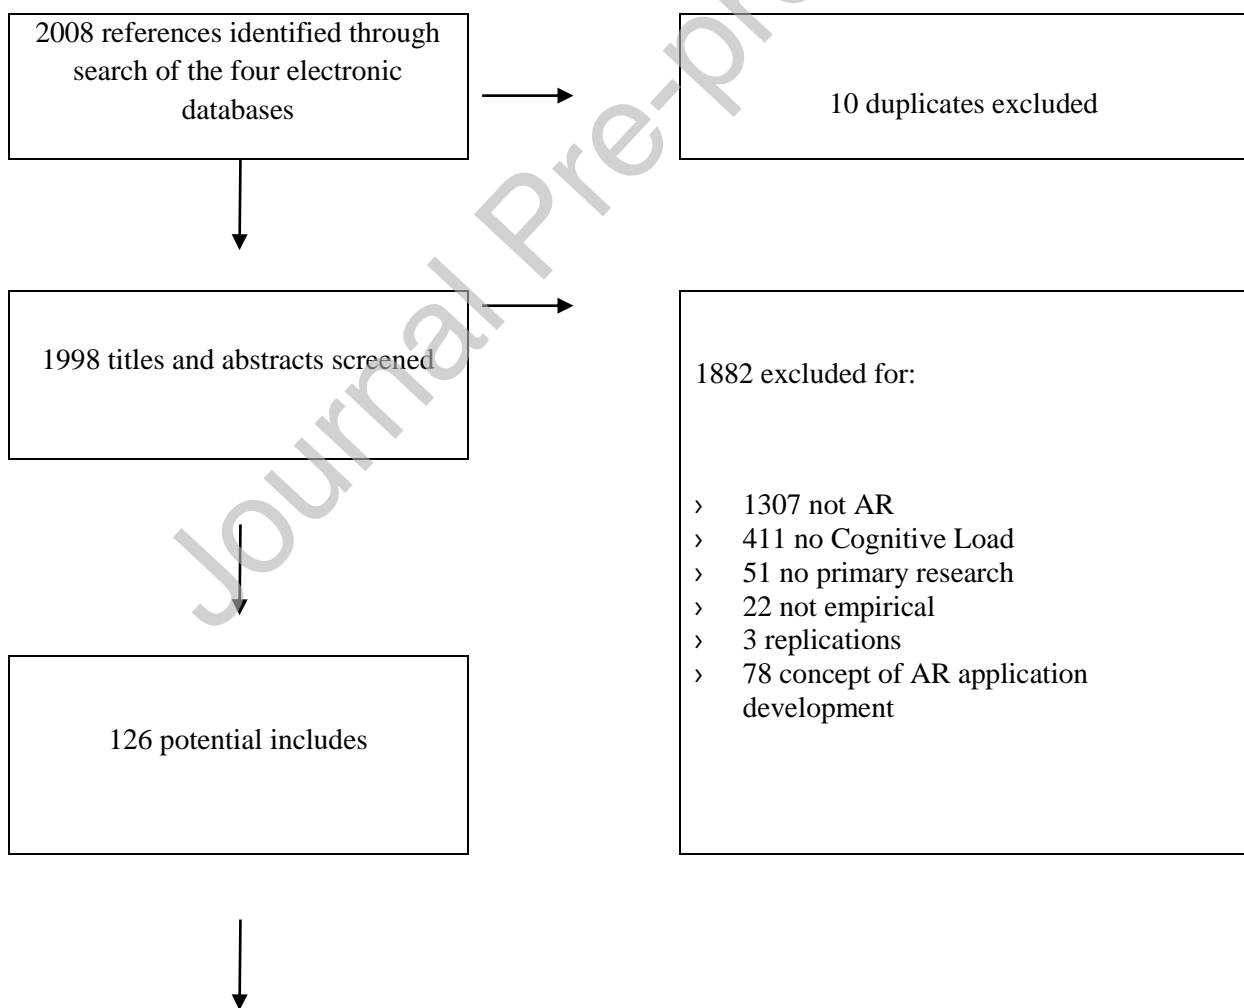 2008 references identified through
search of the four electronic
databases
10 duplicates excluded
1998 titles and abstracts screened
1882 excluded for:
› 1307 not AR
› 411 no Cognitive Load
› 51 no primary research
› 22 not empirical
› 3 replications
› 78 concept of AR application
development
126 potential includes
Journal Pre-pr